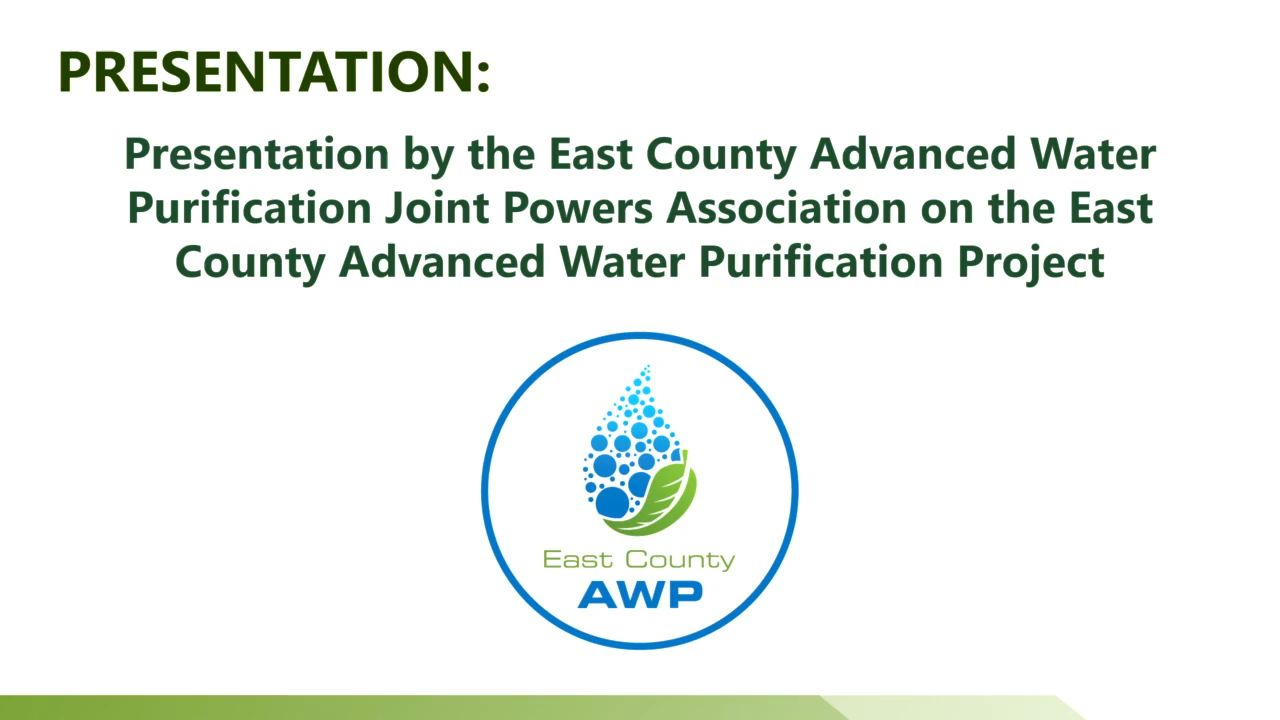 PRESENTATION:
Presentation by the East County Advanced Water
Purification Joint Powers Association on the East
County Advanced Water Purification Project
East County
AWP